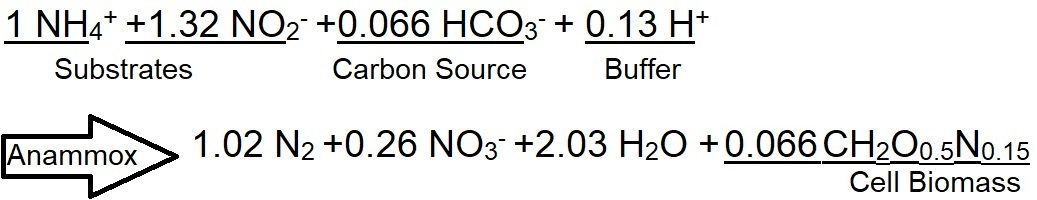 1 NH₄⁺ +1.32 NO₂⁻ +0.066 HCO₃⁻ + 0.13 H⁺
Substrates Carbon Source Buffer
Anammox 1.02 N₂ +0.26 NO₃⁻ +2.03 H₂O +0.066 CH₂O₀.₅N₀.₁₅
Cell Biomass